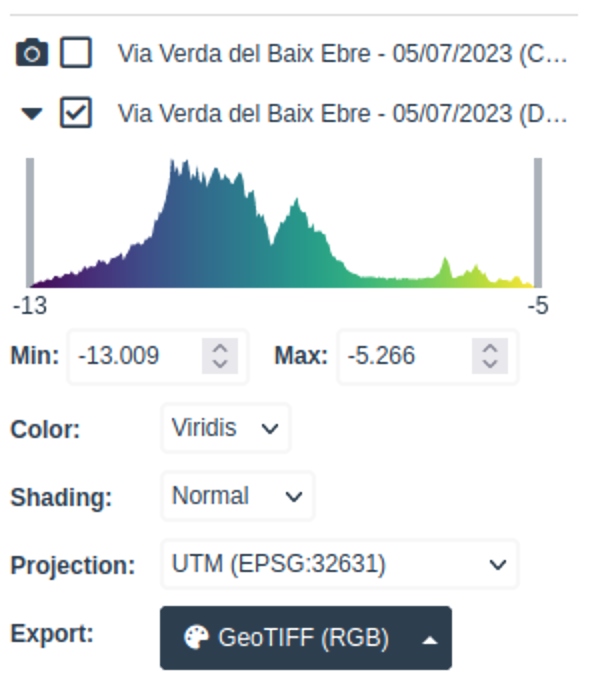 Via Verda del Baix Ebre - 05/07/2023 (C...
Via Verda del Baix Ebre - 05/07/2023 (D...
-13 -5
Min: -13.009 Max: -5.266
Color: Viridis
Shading: Normal
Projection: UTM (EPSG:32631)
Export: GeoTIFF (RGB)